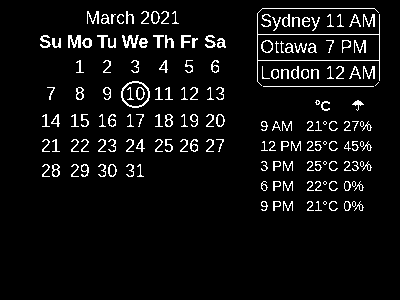 March 2021
Su Mo Tu We Th Fr Sa
1 2 3 4 5 6
7 8 9 10 11 12 13
14 15 16 17 18 19 20
21 22 23 24 25 26 27
28 29 30 31
Sydney 11 AM
Ottawa 7 PM
London 12 AM
°C ☂
9 AM 21°C 27%
12 PM 25°C 45%
3 PM 25°C 23%
6 PM 22°C 0%
9 PM 21°C 0%